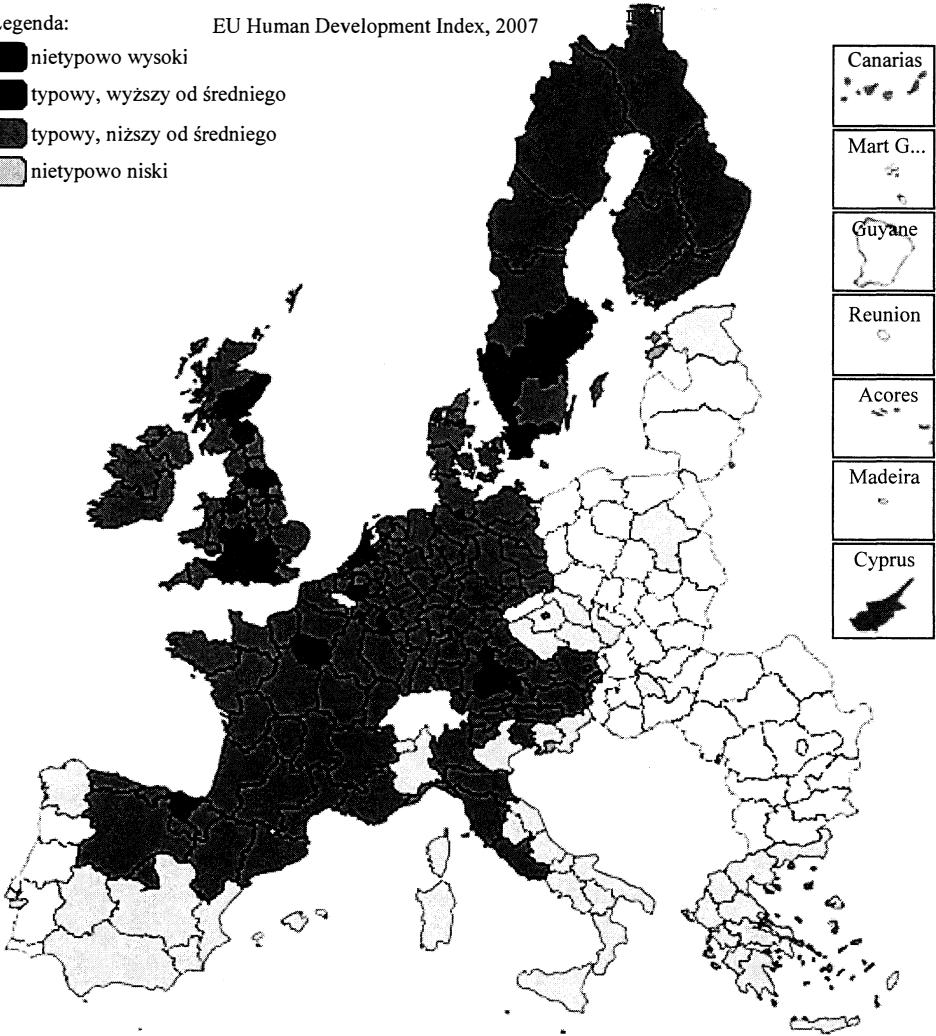 Legenda:
EU Human Development Index, 2007
nietypowo wysoki
typowy, wyższy od średniego
typowy, niższy od średniego
nietypowo niski
Canarias
Mart G...
Guyane
Reunion
Acores
Madeira
Cyprus